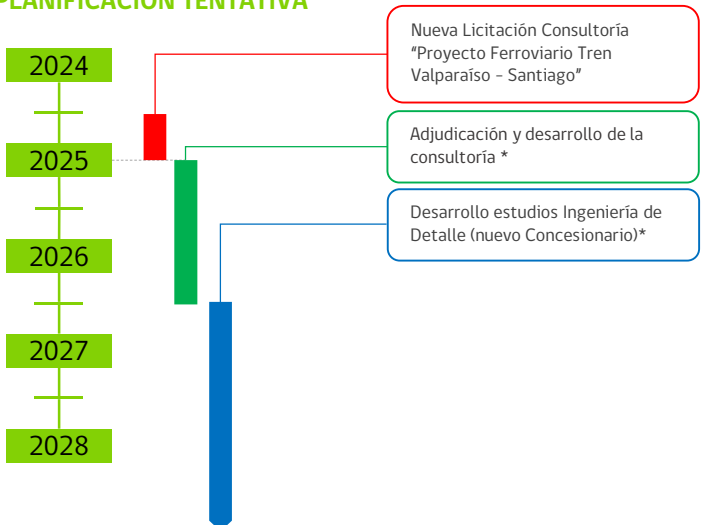 PLANIFICACIÓN TENTATIVA
2024
2025
2026
2027
2028
Nueva Licitación Consultoría
“Proyecto Ferroviario Tren
Valparaíso – Santiago”
Adjudicación y desarrollo de la
consultoría *
Desarrollo estudios Ingeniería de
Detalle (nuevo Concesionario)*